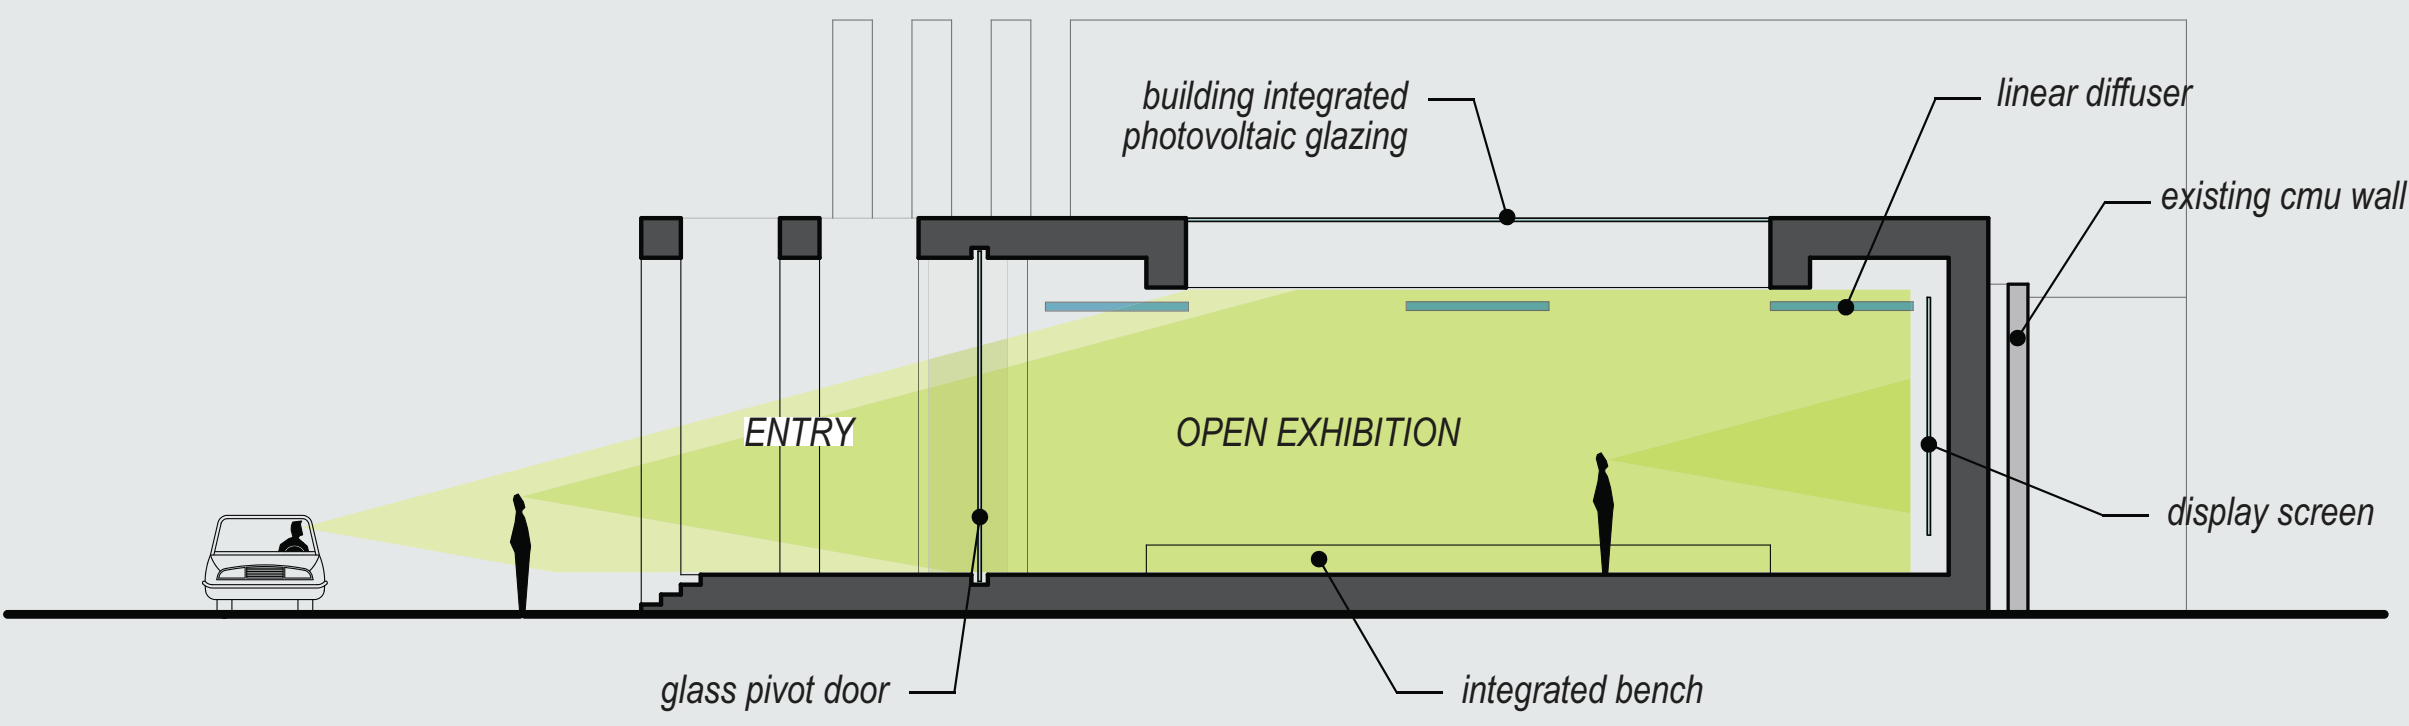 building integrated
photovoltaic glazing
linear diffuser
existing cmu wall
ENTRY
OPEN EXHIBITION
display screen
glass pivot door
integrated bench